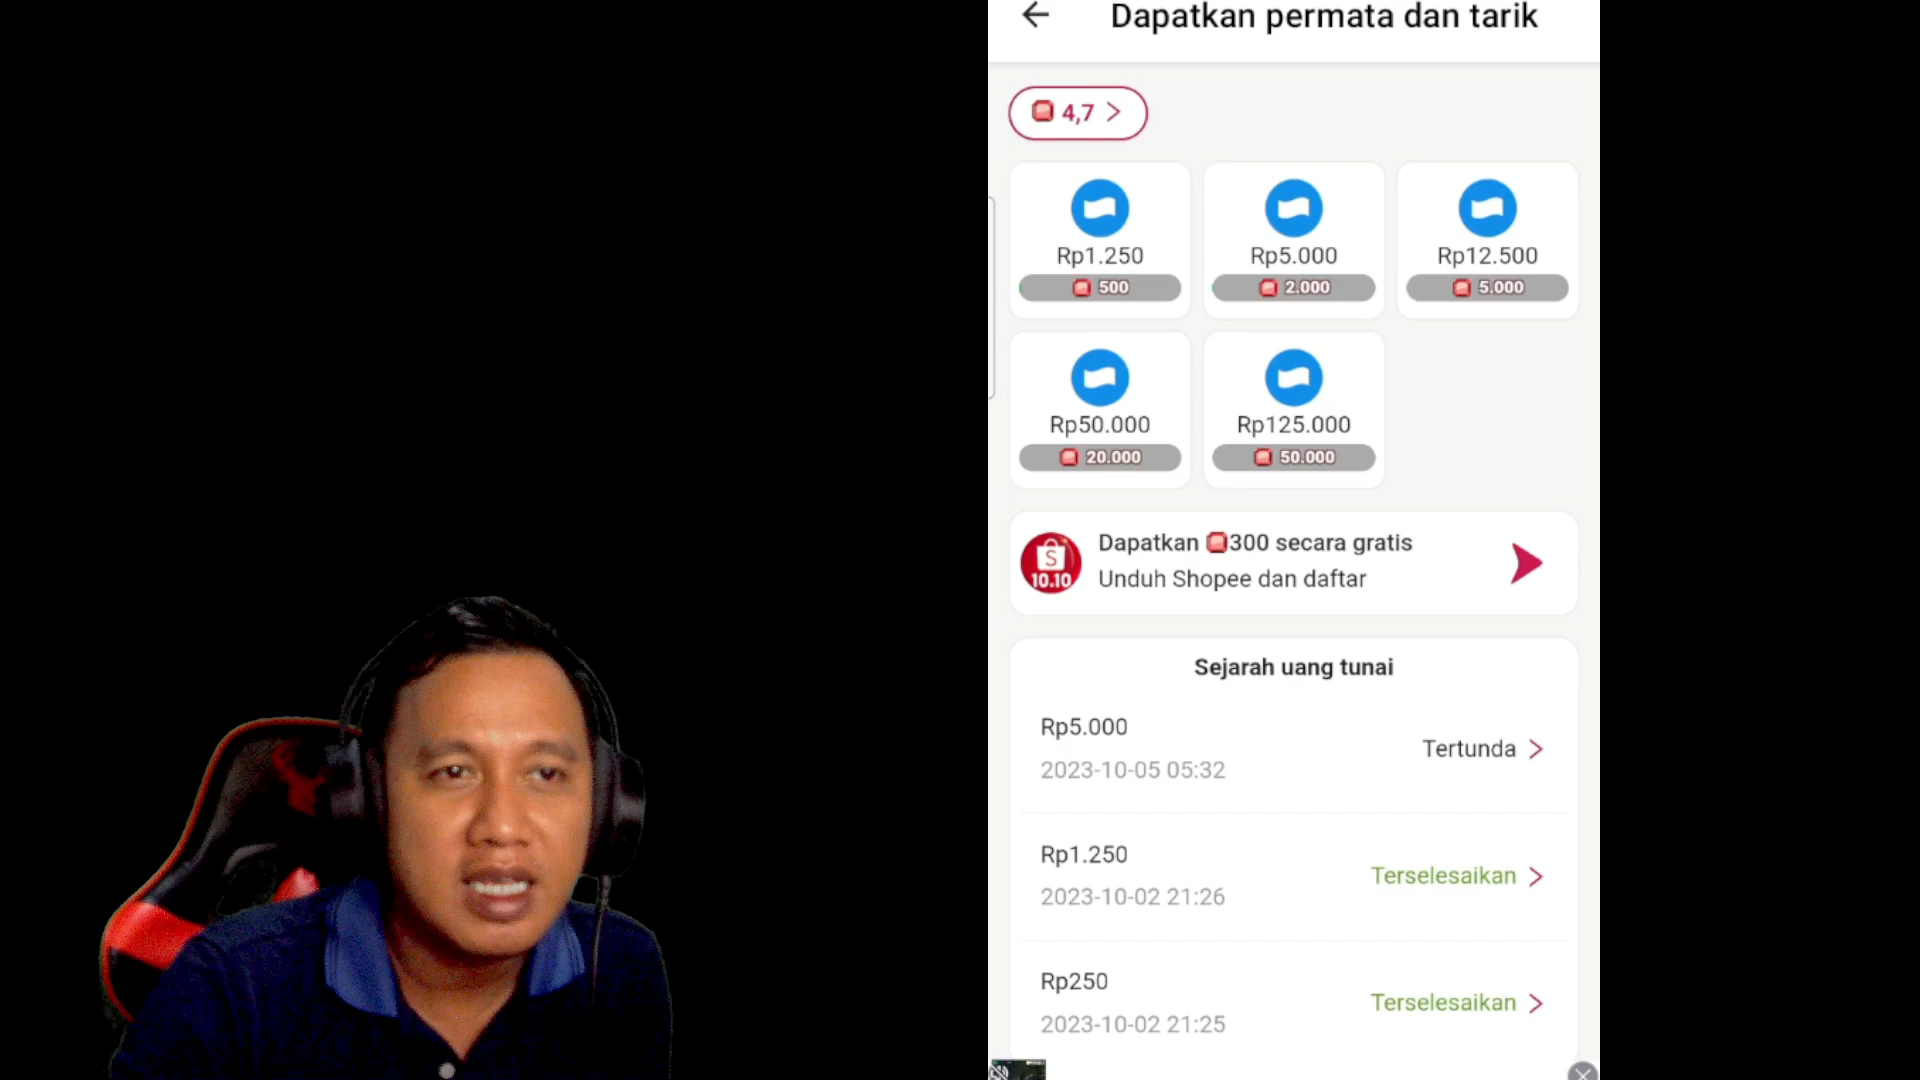 Dapatkan permata dan tarik
4,7
Rp1.250
Rp5.000
Rp12.500
500
2.000
5.000
Rp50.000
Rp125.000
20.000
50.000
S
10.10
Dapatkan 300 secara gratis
Unduh Shopee dan daftar
Sejarah uang tunai
Rp5.000
Tertunda
2023-10-05 05:32
Rp1.250
Terselesaikan
2023-10-02 21:26
Rp250
Terselesaikan
2023-10-02 21:25